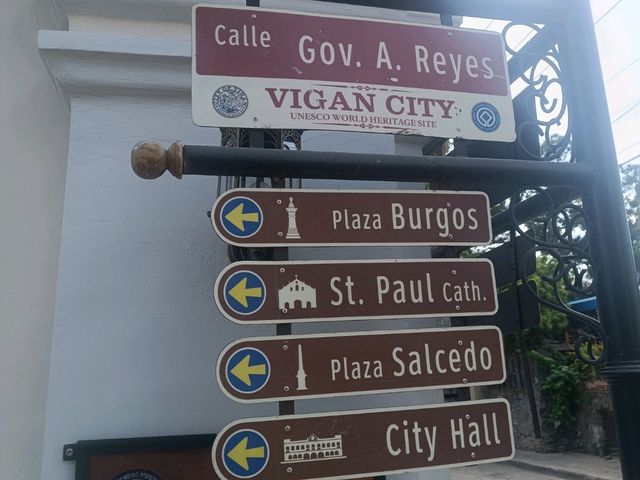 Calle Gov. A. Reyes
VIGAN CITY
UNESCO WORLD HERITAGE SITE
Plaza Burgos
St. Paul Cath.
Plaza Salcedo
City Hall